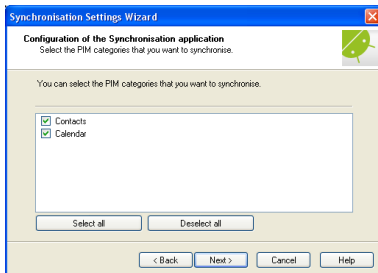 Synchronisation Settings Wizard
Configuration of the Synchronisation application
Select the PIM categories that you want to synchronise.
You can select the PIM categories that you want to synchronise.
Contacts
Calendar
Select all
Deselect all
< Back
Next >
Cancel
Help